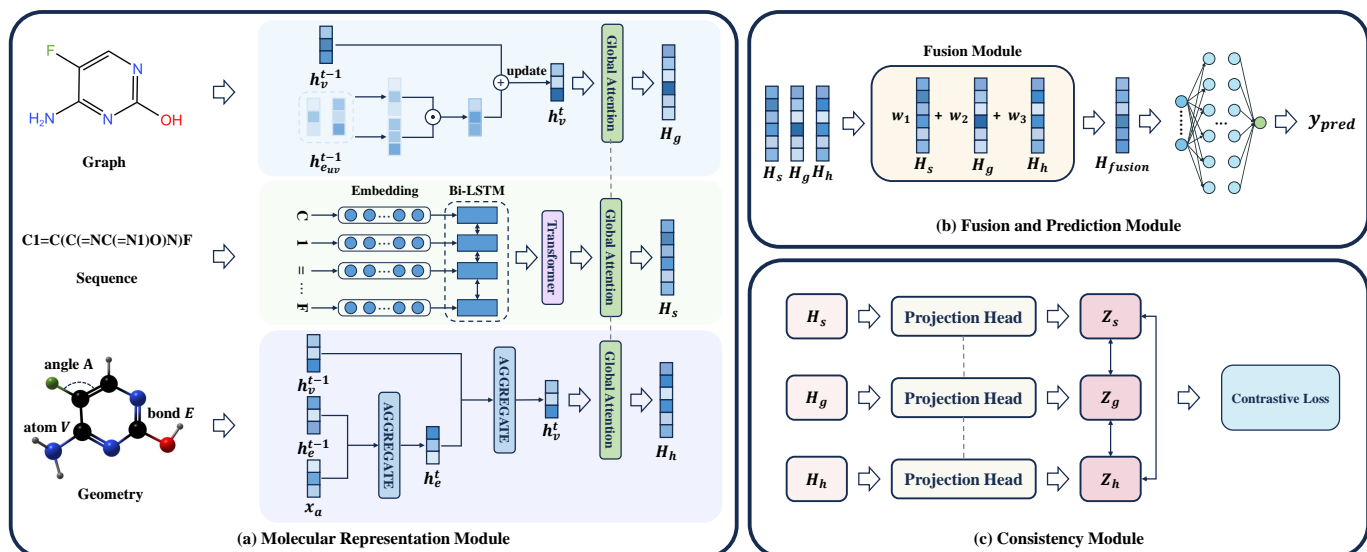 F
N
H₂N
N
OH
Graph
h_v^{t-1}
h_{e_{uv}}^{t-1}
+
update
h_v^t
Global Attention
H_g
C1=C(C(=NC(=N1)O)N)F
Sequence
Embedding
Bi-LSTM
C
1
=
...
F
Transformer
Global Attention
H_s
angle A
bond E
atom V
Geometry
h_v^{t-1}
h_e^{t-1}
x_a
AGGREGATE
h_e^t
AGGREGATE
h_v^t
Global Attention
H_h
(a) Molecular Representation Module
Fusion Module
H_s H_g H_h
w_1 + w_2 + w_3
H_s H_g H_h
H_fusion
y_pred
(b) Fusion and Prediction Module
H_s Projection Head Z_s
H_g Projection Head Z_g
H_h Projection Head Z_h
Contrastive Loss
(c) Consistency Module